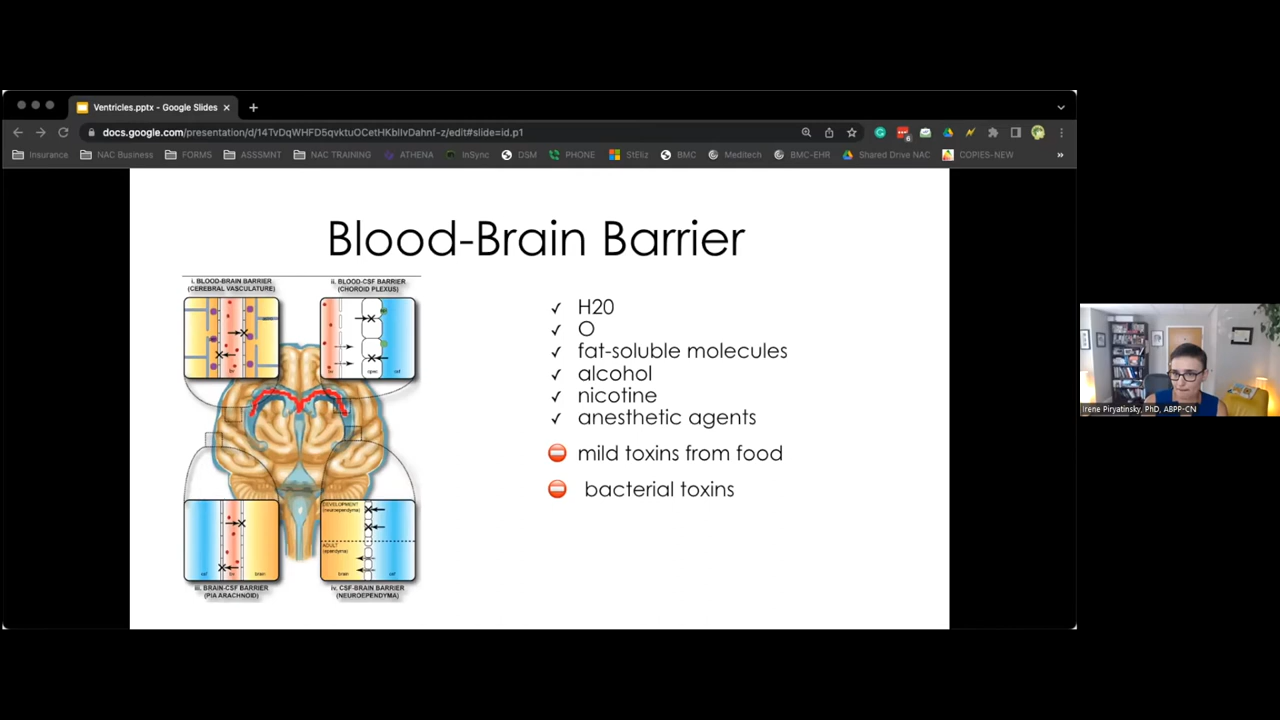 Ventricles.pptx - Google Slides
docs.google.com/presentation/d/14TvDqWHFD5qvktuOCetHKbIIvDahnf-z/edit#slide=id.p1
Insurance NAC Business FORMS ASSSMNT NAC TRAINING ATHENA InSync DSM PHONE StEliz BMC Meditech BMC-EHR Shared Drive NAC COPIES-NEW
Blood-Brain Barrier
i. BLOOD-BRAIN BARRIER
(CEREBRAL VASCULATURE)
ii. BLOOD-CSF BARRIER
(CHOROID PLEXUS)
✓ H20
✓ O
✓ fat-soluble molecules
✓ alcohol
✓ nicotine
✓ anesthetic agents
mild toxins from food
bacterial toxins
DEVELOPMENT
(neuroependyma)
ADULT
(ependyma)
csf brain
brain csf
iii. BRAIN-CSF BARRIER
(PIA ARACHNOID)
iv. CSF-BRAIN BARRIER
(NEUROEPENDYMA)
Irene Piryatinsky, PhD, ABPP-CN